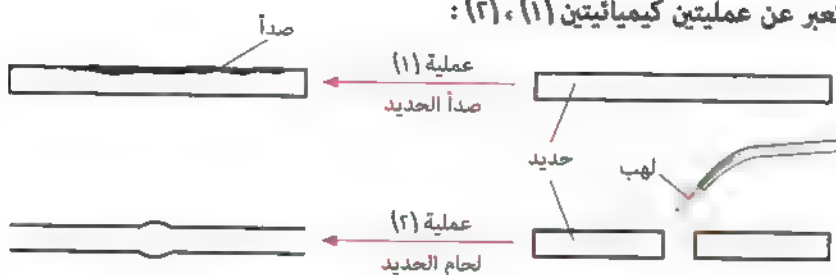 تعبر عن عمليتين كيميائيتين (١) ، (٢) :
صدأ
عملية (١)
صدأ الحديد
حديد
لهب
عملية (٢)
لحام الحديد